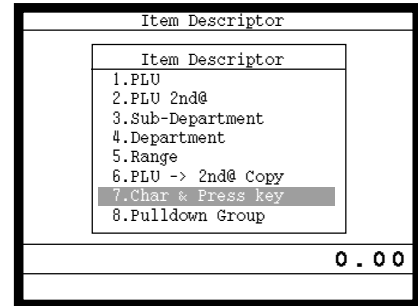 Item Descriptor
Item Descriptor
1.PLU
2.PLU 2nd@
3.Sub-Department
4.Department
5.Range
6.PLU -> 2nd@ Copy
7.Char & Press key
8.Pulldown Group
0.00